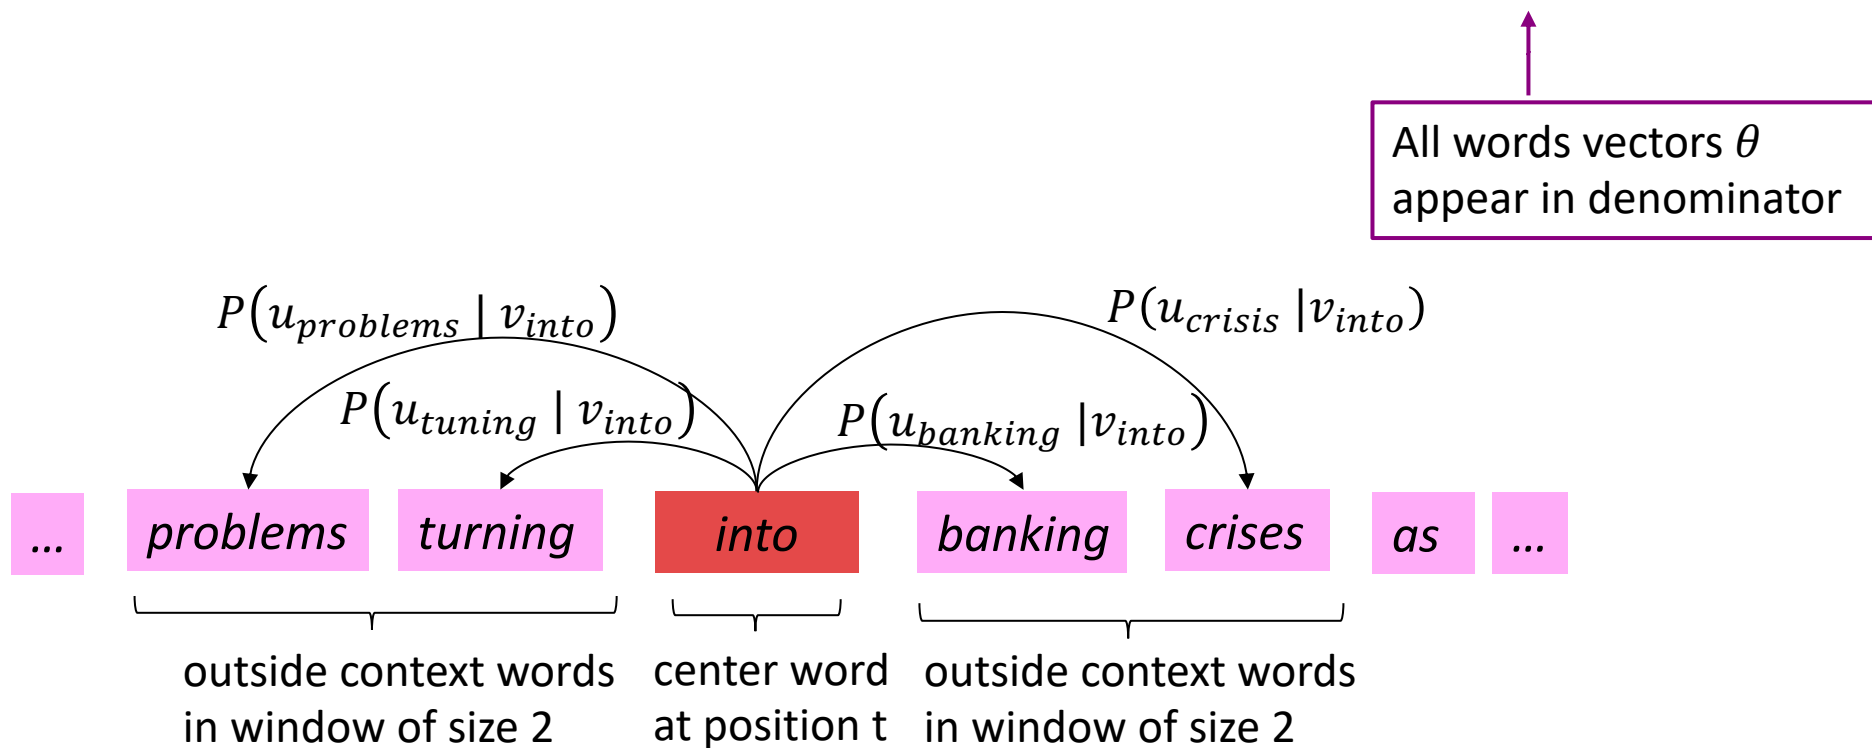 All words vectors θ
appear in denominator
P(u_problems | v_into)
P(u_crisis |v_into)
P(u_tuning | v_into)
P(u_banking |v_into)
... problems turning into banking crises as ...
outside context words
in window of size 2
center word
at position t
outside context words
in window of size 2